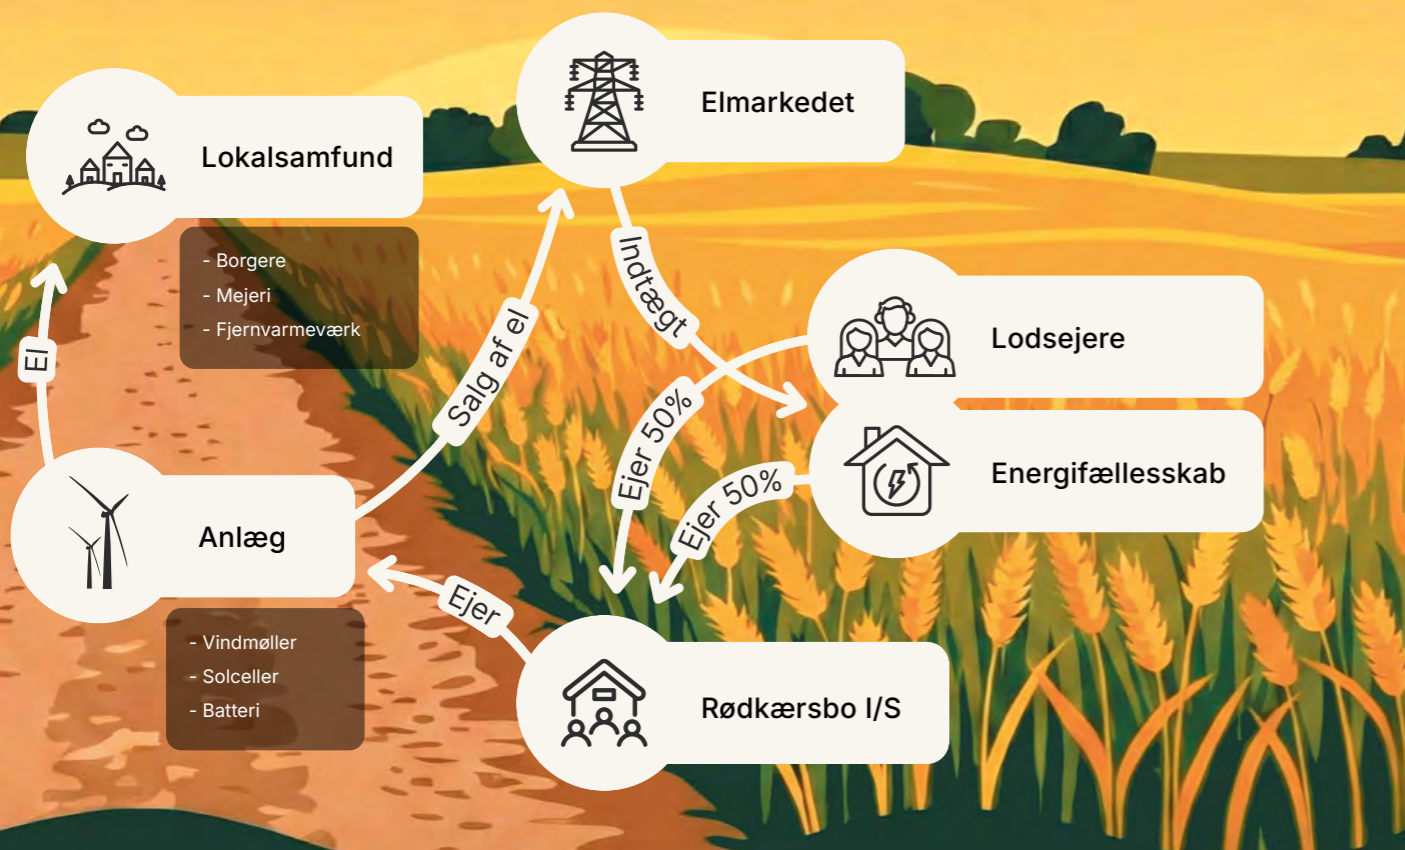 Elmarkedet
Lokalsamfund
- Borgere
- Mejeri
- Fjernvarmeværk
El
Salg af el
Indtægt
Lodsejere
Ejer 50%
Energifællesskab
Ejer 50%
Anlæg
- Vindmøller
- Solceller
- Batteri
Ejer
Rødkærsbo I/S